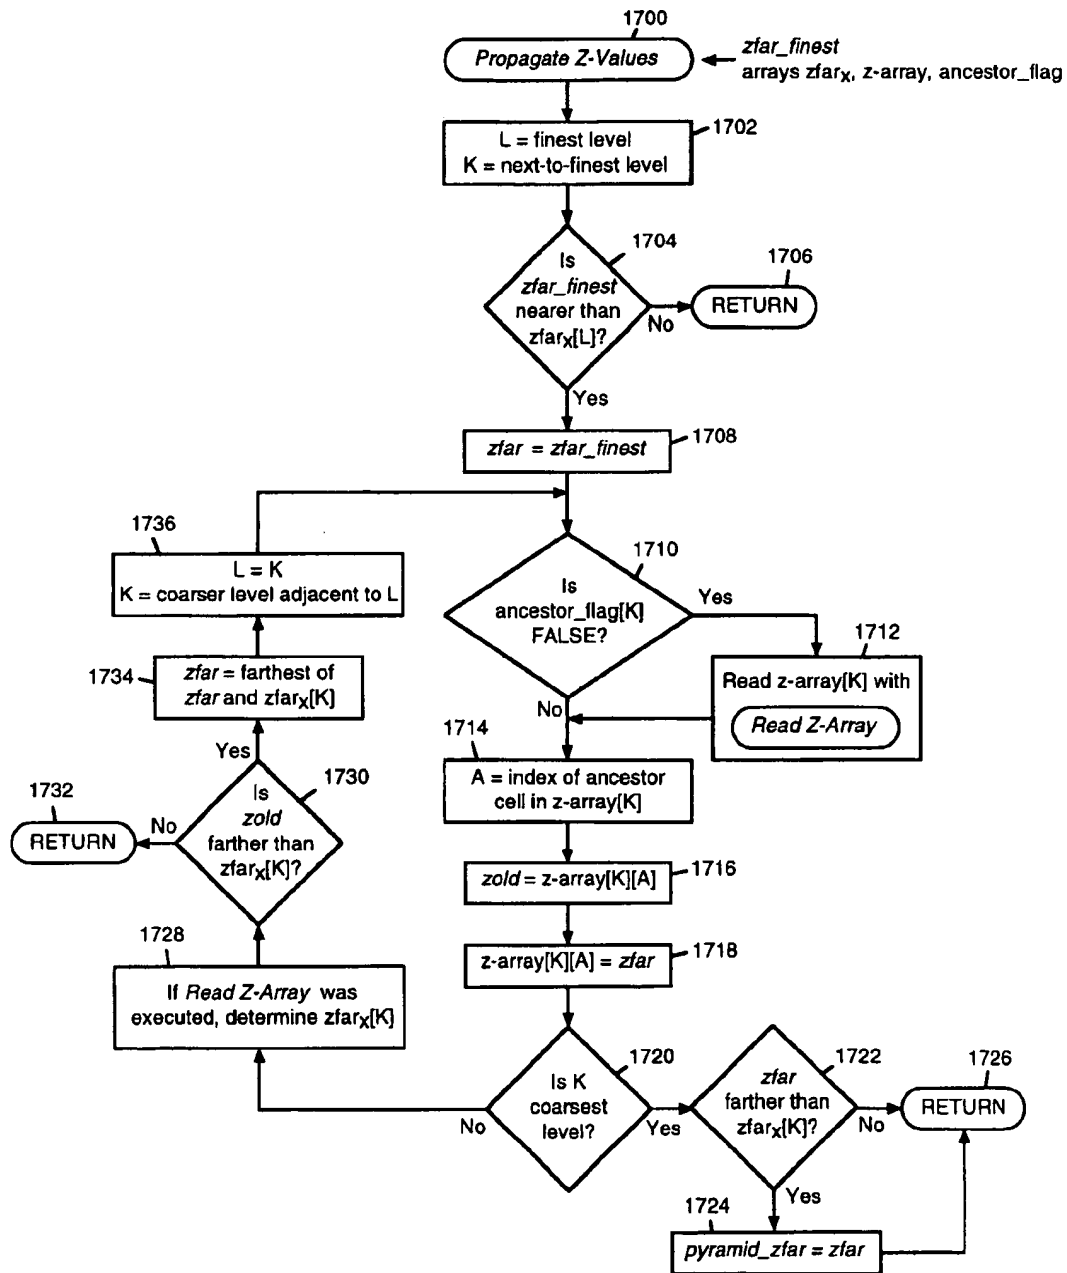 1700
Propagate Z-Values
zfar_finest
arrays zfarx, z-array, ancestor_flag
1702
L = finest level
K = next-to-finest level
1704
Is
zfar_finest
nearer than
zfarx[L]?
No
1706
RETURN
Yes
1708
zfar = zfar_finest
1736
L = K
K = coarser level adjacent to L
1710
Is
ancestor_flag[K]
FALSE?
Yes
1712
Read z-array[K] with
Read Z-Array
No
1734
zfar = farthest of
zfar and zfarx[K]
1714
A = index of ancestor
cell in z-array[K]
Yes
1730
Is
zold
farther than
zfarx[K]?
No
1732
RETURN
1716
zold = z-array[K][A]
1718
z-array[K][A] = zfar
1728
If Read Z-Array was
executed, determine zfarx[K]
1720
Is K
coarsest
level?
No
Yes
1722
zfar
farther than
zfarx[K]?
No
1726
RETURN
Yes
1724
pyramid_zfar = zfar